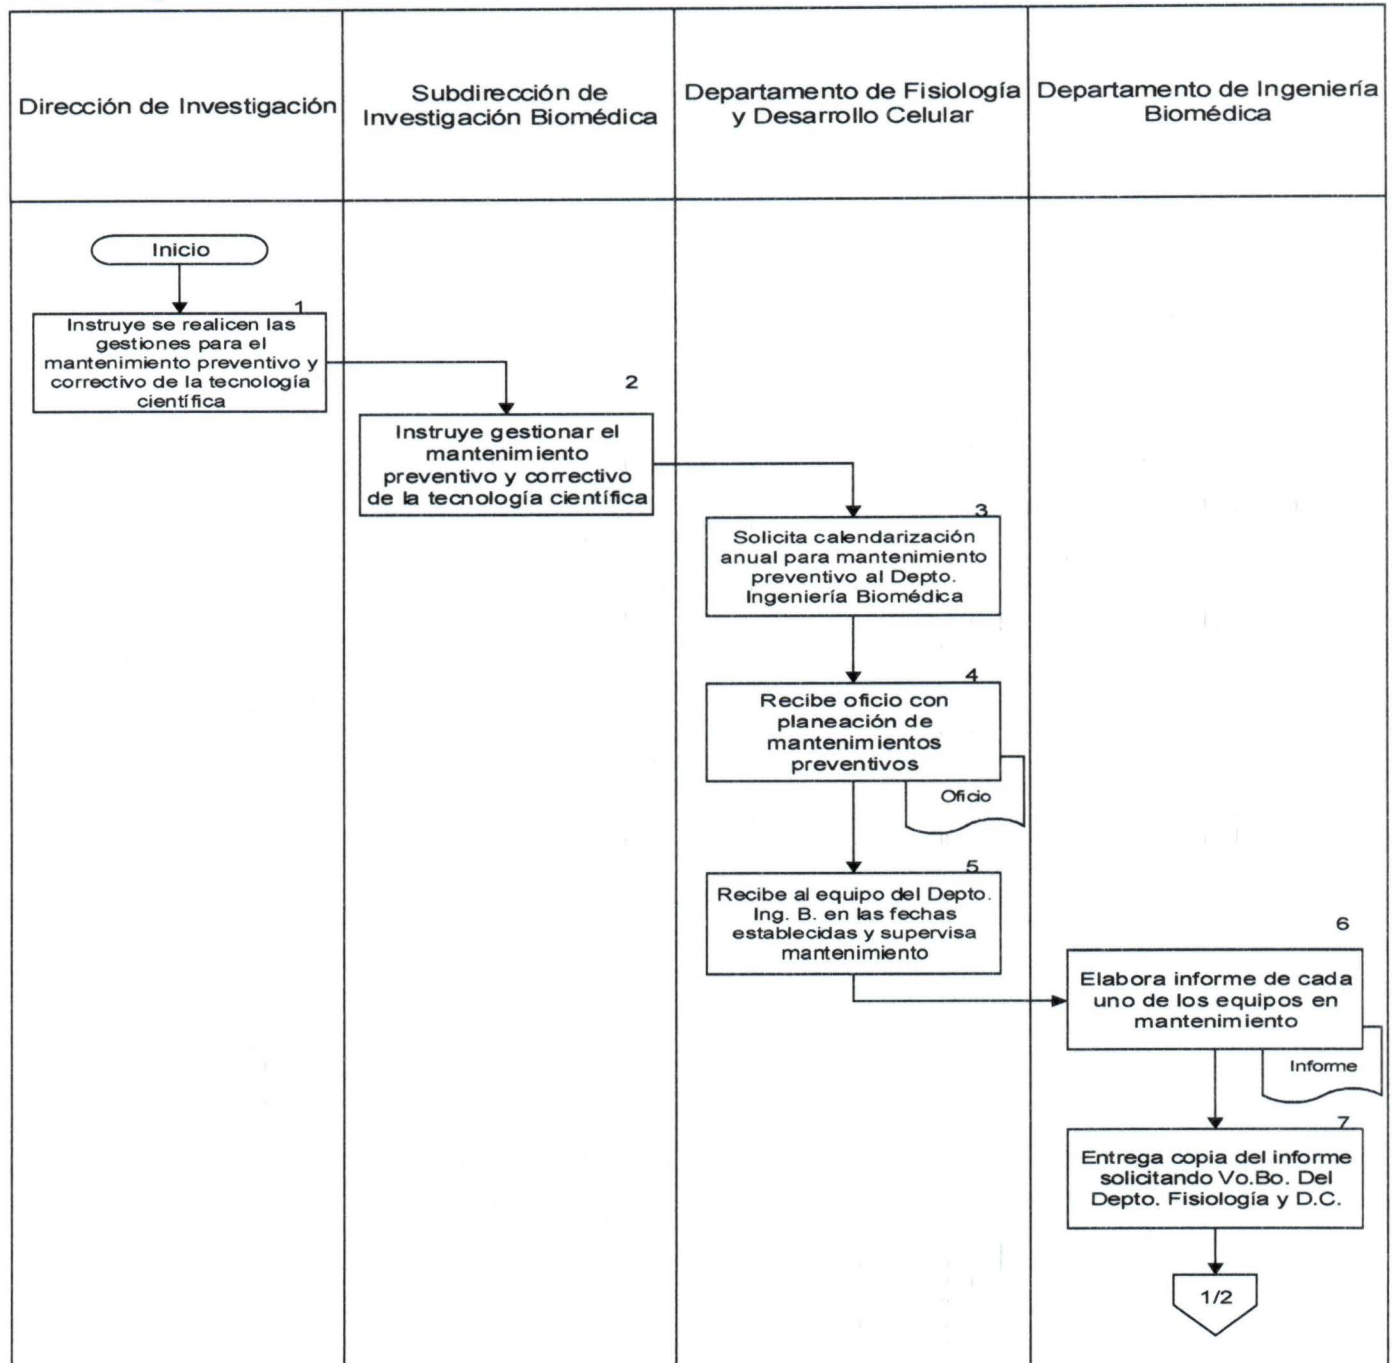 Dirección de Investigación
Subdirección de
Investigación Biomédica
Departamento de Fisiología
y Desarrollo Celular
Departamento de Ingeniería
Biomédica
Inicio
1
Instruye se realicen las
gestiones para el
mantenimiento preventivo y
correctivo de la tecnología
científica
2
Instruye gestionar el
mantenimiento
preventivo y correctivo
de la tecnología científica
3
Solicita calendarización
anual para mantenimiento
preventivo al Depto.
Ingeniería Biomédica
4
Recibe oficio con
planeación de
mantenimientos
preventivos
Oficio
5
Recibe al equipo del Depto.
Ing. B. en las fechas
establecidas y supervisa
mantenimiento
6
Elabora informe de cada
uno de los equipos en
mantenimiento
Informe
7
Entrega copia del informe
solicitando Vo.Bo. Del
Depto. Fisiología y D.C.
1/2